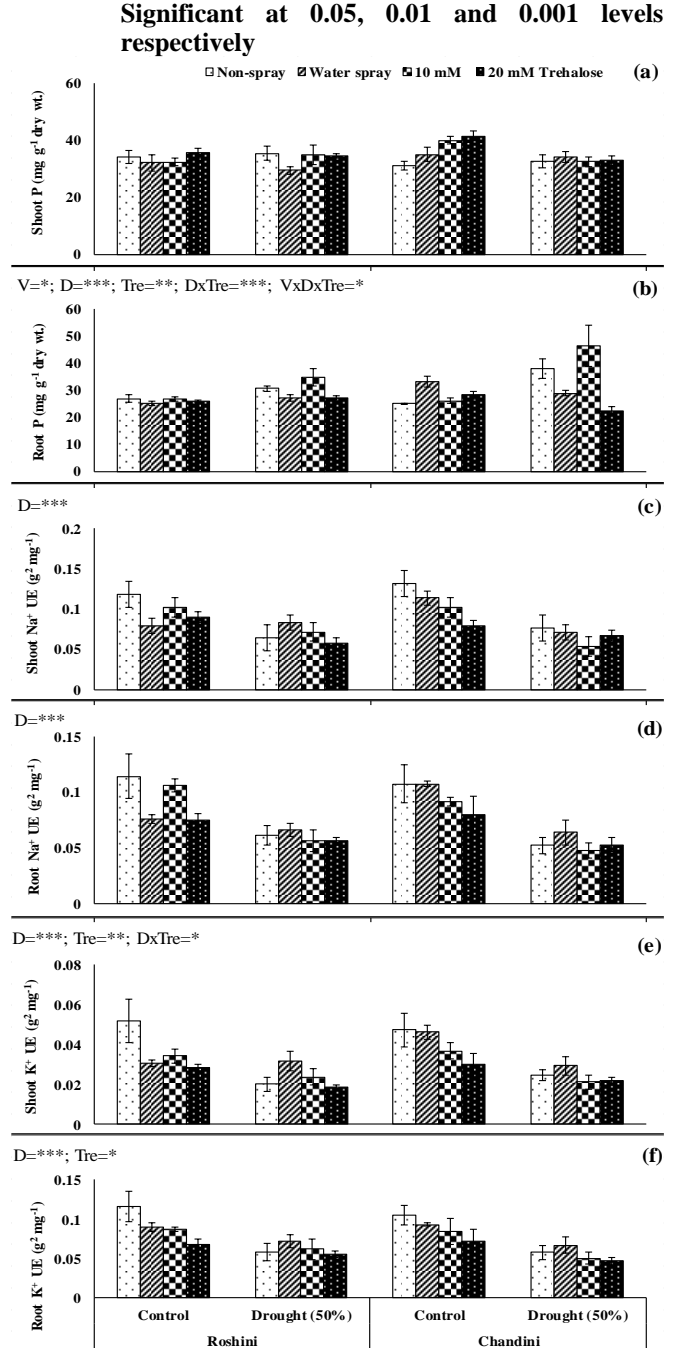 Significant at 0.05, 0.01 and 0.001 levels
respectively
Non-spray Water spray 10 mM 20 mM Trehalose (a)
Shoot P (mg g-1 dry wt.)
60
40
20
0
V=*; D=***; Tre=**; DxTre=***; VxDxTre=* (b)
Root P (mg g-1 dry wt.)
60
50
40
30
20
10
0
D=*** (c)
Shoot Na+ UE (g2 mg-1)
0.2
0.15
0.1
0.05
0
D=*** (d)
Root Na+ UE (g2 mg-1)
0.15
0.1
0.05
0
D=***; Tre=**; DxTre=* (e)
Shoot K+ UE (g2 mg-1)
0.08
0.06
0.04
0.02
0
D=***; Tre=* (f)
Root K+ UE (g2 mg-1)
0.15
0.1
0.05
0
Control Drought (50%) Control Drought (50%)
Roshini Chandini